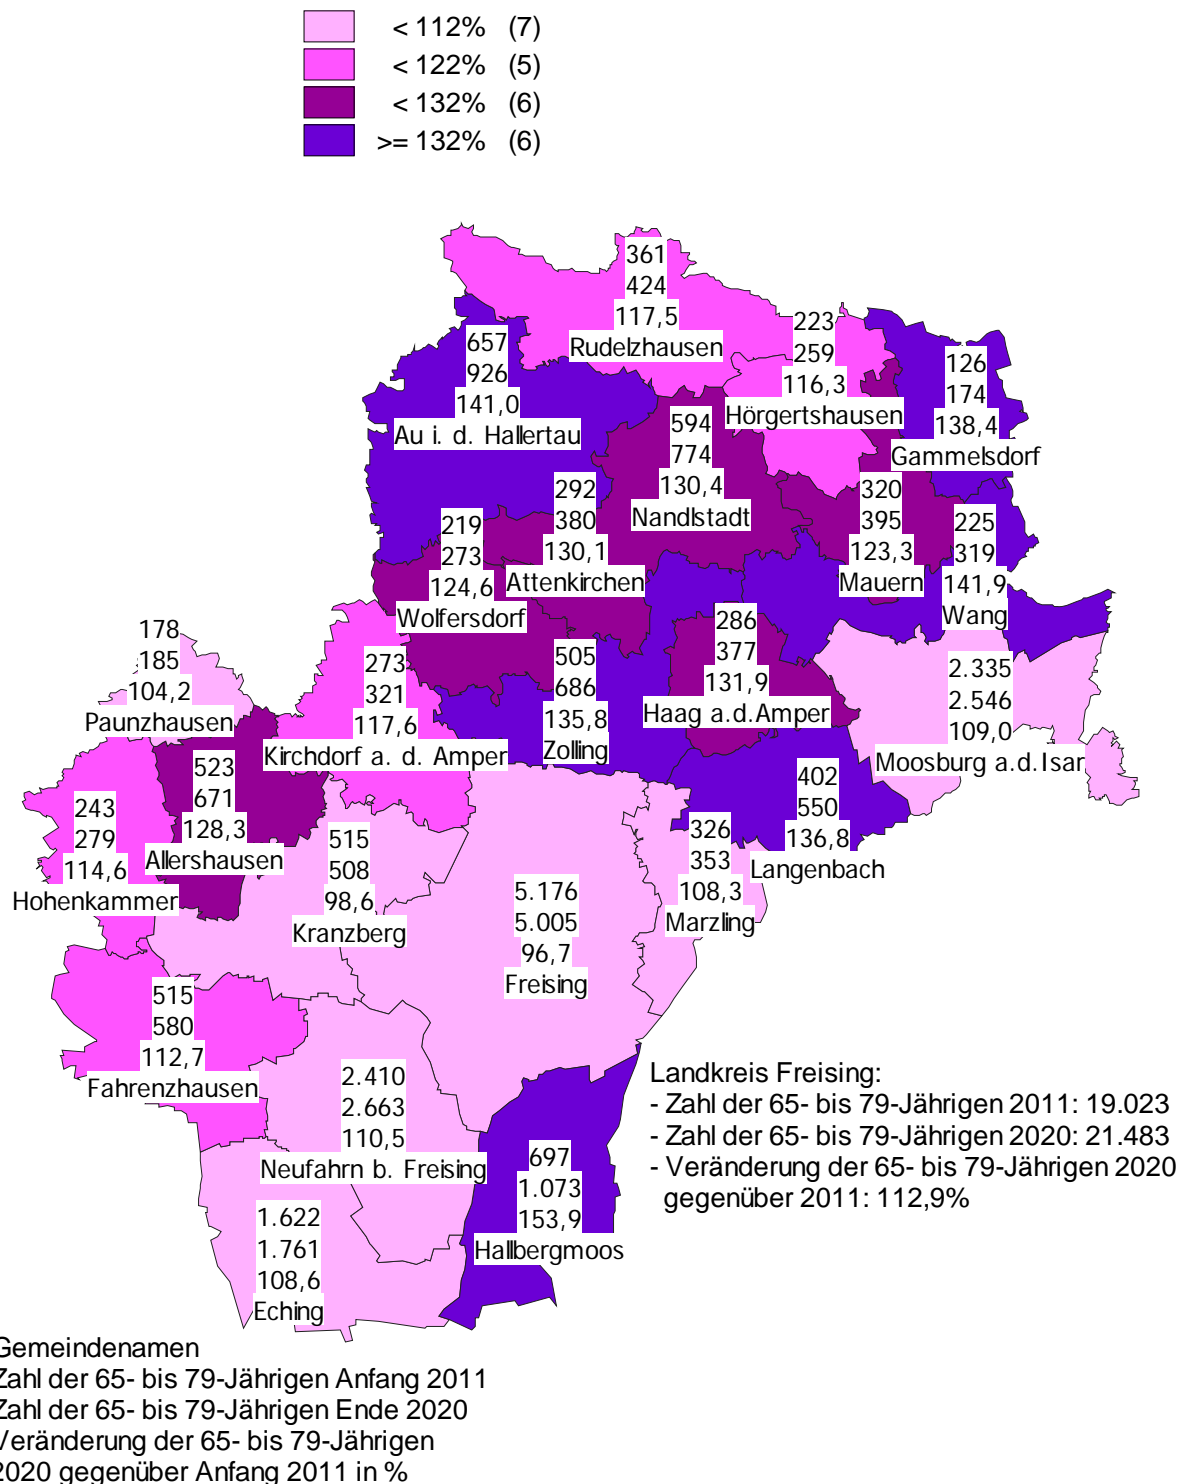 < 112% (7)
< 122% (5)
< 132% (6)
>= 132% (6)
361
424
117,5
Rudelzhausen
223
259
116,3
Hörgertshausen
657
926
141,0
Au i. d. Hallertau
126
174
138,4
Gammelsdorf
594
774
130,4
Nandlstadt
292
380
130,1
Attenkirchen
320
395
123,3
Mauern
219
273
124,6
Wolfersdorf
225
319
141,9
Wang
178
185
104,2
Paunzhausen
286
377
131,9
Haag a.d.Amper
273
321
117,6
Kirchdorf a. d. Amper
505
686
135,8
Zolling
2.335
2.546
109,0
Moosburg a.d.Isar
523
671
128,3
Allershausen
402
550
136,8
Langenbach
243
279
114,6
Hohenkammer
515
508
98,6
Kranzberg
326
353
108,3
Marzling
5.176
5.005
96,7
Freising
515
580
112,7
Fahrenzhausen
2.410
2.663
110,5
Neufahrn b. Freising
697
1.073
153,9
Hallbergmoos
1.622
1.761
108,6
Eching
Landkreis Freising:
- Zahl der 65- bis 79-Jährigen 2011: 19.023
- Zahl der 65- bis 79-Jährigen 2020: 21.483
- Veränderung der 65- bis 79-Jährigen 2020
gegenüber 2011: 112,9%
Gemeindenamen
Zahl der 65- bis 79-Jährigen Anfang 2011
Zahl der 65- bis 79-Jährigen Ende 2020
Veränderung der 65- bis 79-Jährigen
2020 gegenüber Anfang 2011 in %